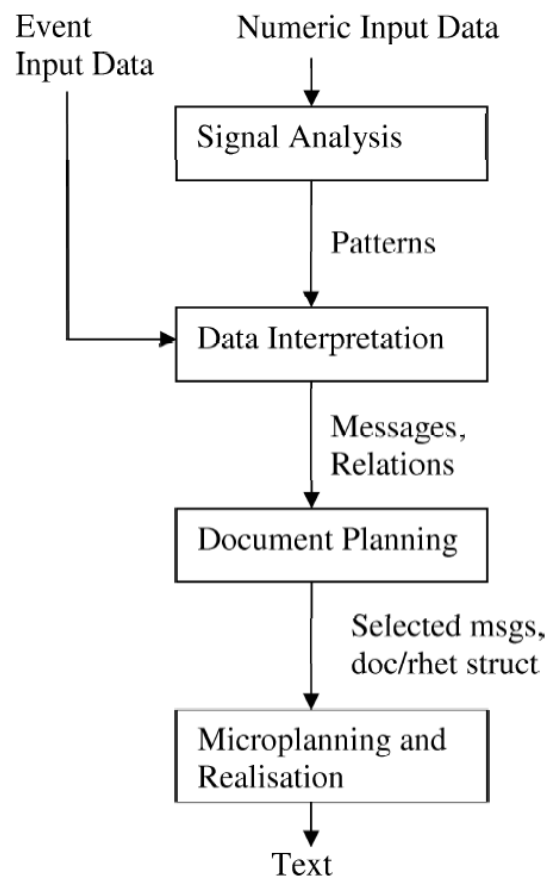 Event
Input Data
Numeric Input Data
Signal Analysis
Patterns
Data Interpretation
Messages,
Relations
Document Planning
Selected msgs,
doc/rhet struct
Microplanning and
Realisation
Text